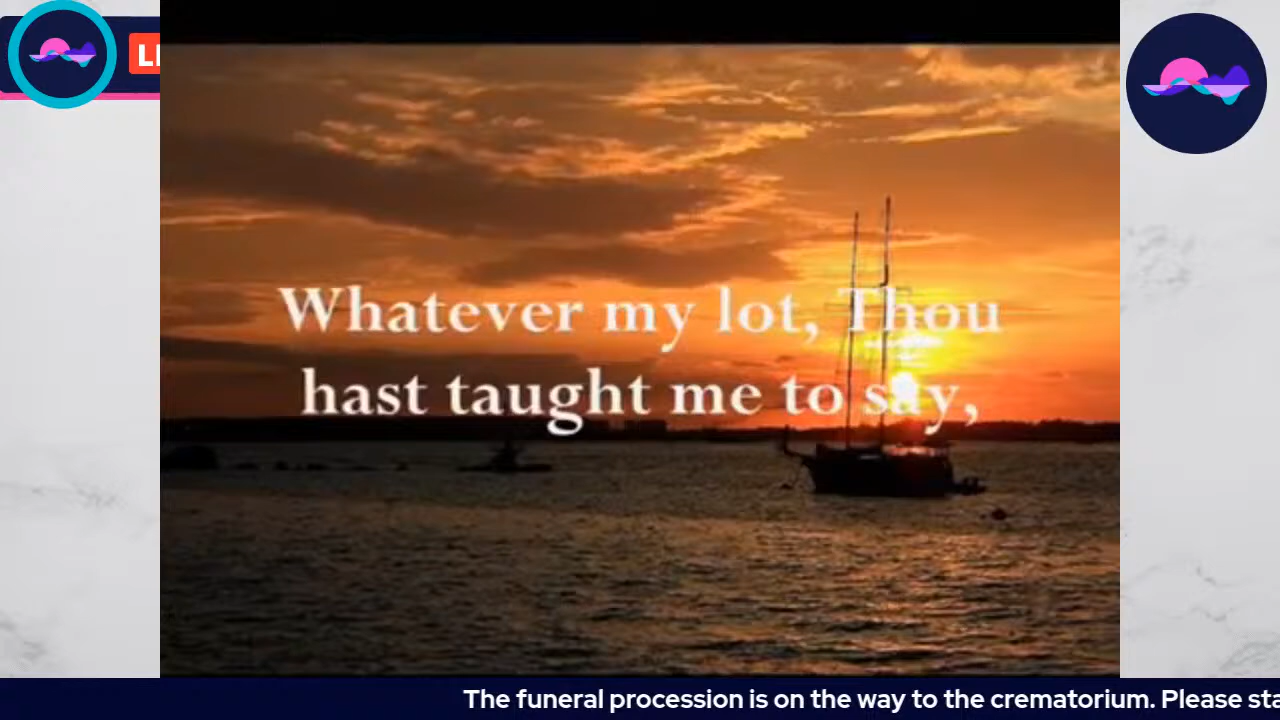 Whatever my lot, Thou
hast taught me to say,
The funeral procession is on the way to the crematorium. Please